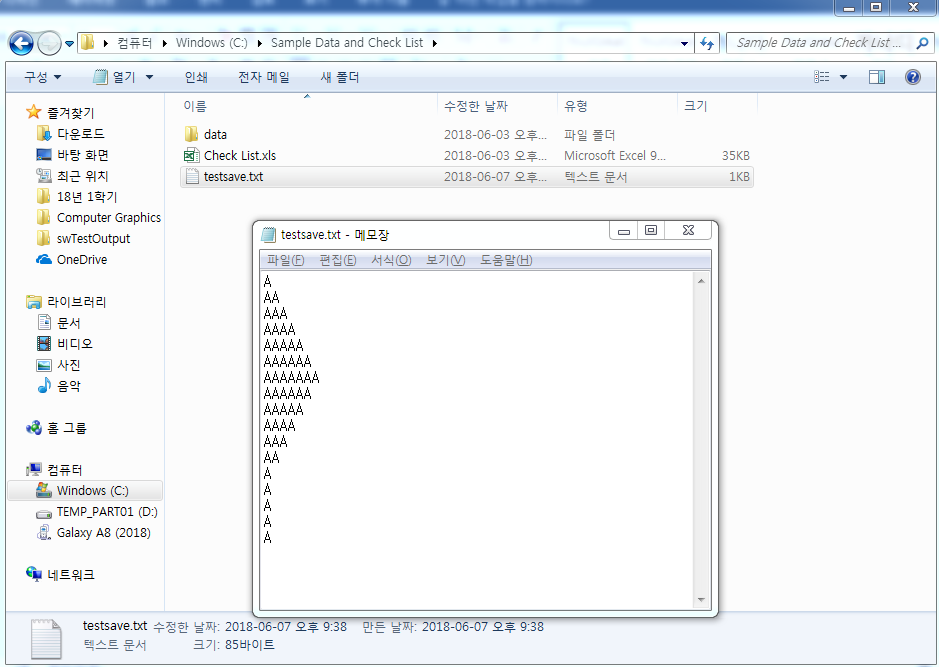 컴퓨터 Windows (C:) Sample Data and Check List
Sample Data and Check List ...
구성 열기 인쇄 전자 메일 새 폴더
즐겨찾기
다운로드
바탕 화면
최근 위치
18년 1학기
Computer Graphics
swTestOutput
OneDrive
라이브러리
문서
비디오
사진
음악
홈 그룹
컴퓨터
Windows (C:)
TEMP_PART01 (D:)
Galaxy A8 (2018)
네트워크
이름 수정한 날짜 유형 크기
data 2018-06-03 오후... 파일 폴더
Check List.xls 2018-06-03 오후... Microsoft Excel 9... 35KB
testsave.txt 2018-06-07 오후... 텍스트 문서 1KB
testsave.txt - 메모장
파일(F) 편집(E) 서식(O) 보기(V) 도움말(H)
A
AA
AAA
AAAA
AAAAA
AAAAAA
AAAAAAA
AAAAAA
AAAAA
AAAA
AAA
AA
A
A
A
A
A
testsave.txt 수정한 날짜: 2018-06-07 오후 9:38 만든 날짜: 2018-06-07 오후 9:38
텍스트 문서 크기: 85바이트